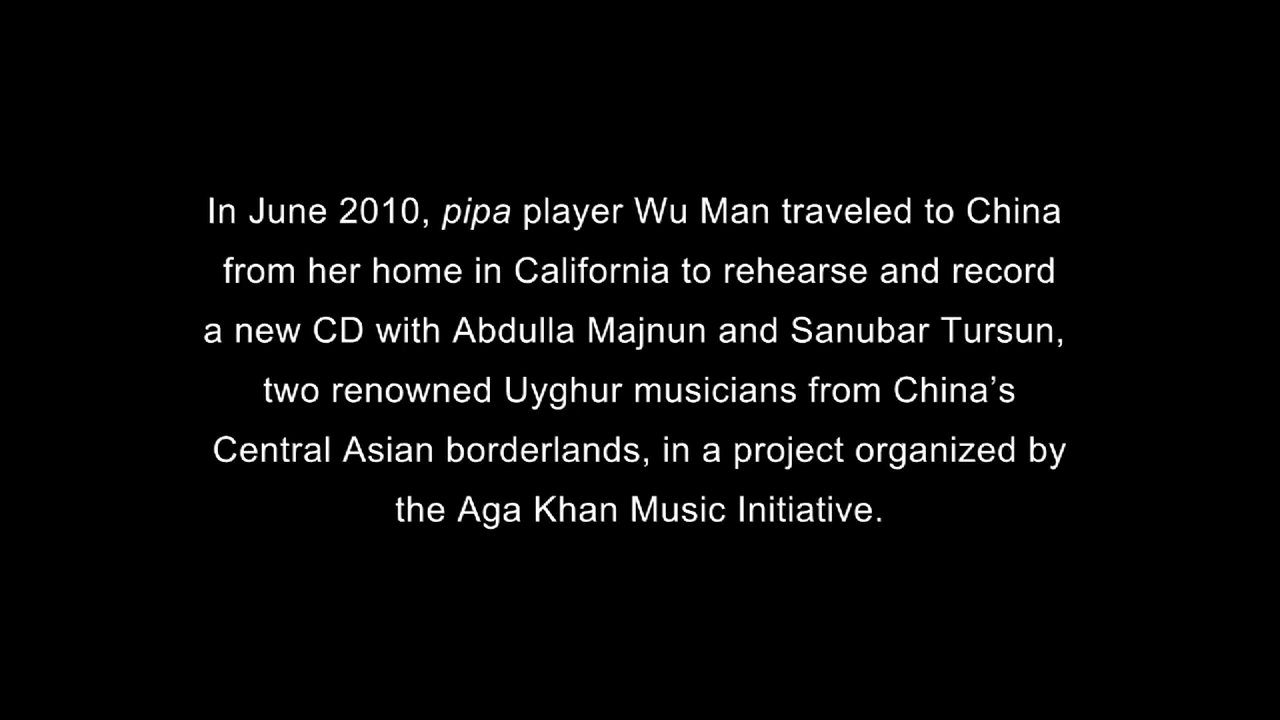 In June 2010, pipa player Wu Man traveled to China
from her home in California to rehearse and record
a new CD with Abdulla Majnun and Sanubar Tursun,
two renowned Uyghur musicians from China’s
Central Asian borderlands, in a project organized by
the Aga Khan Music Initiative.